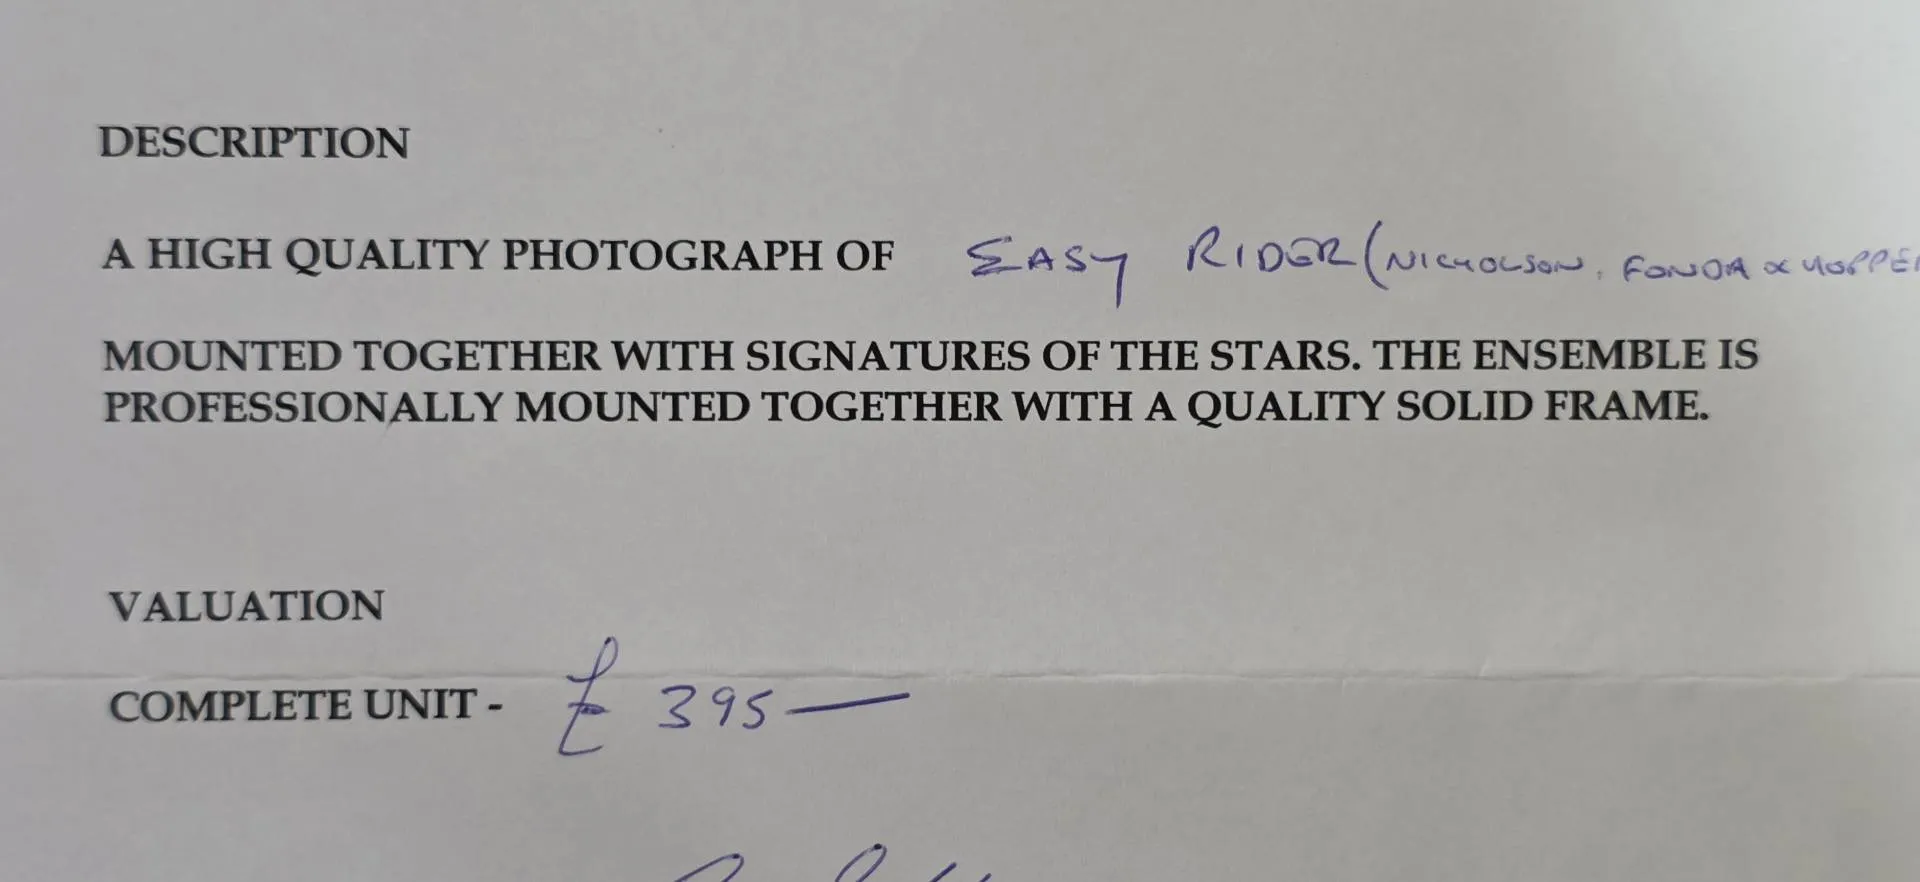 DESCRIPTION
A HIGH QUALITY PHOTOGRAPH OF EASY RIDER (NICHOLSON, FONDA & HOPPER
MOUNTED TOGETHER WITH SIGNATURES OF THE STARS. THE ENSEMBLE IS
PROFESSIONALLY MOUNTED TOGETHER WITH A QUALITY SOLID FRAME.
VALUATION
COMPLETE UNIT - £ 395 —